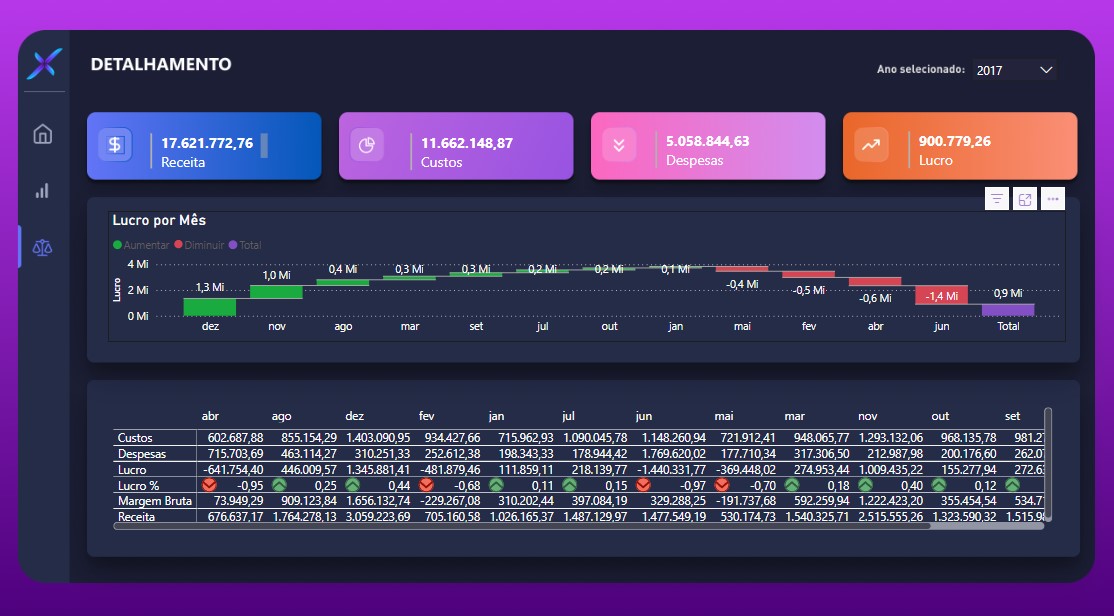 DETALHAMENTO
Ano selecionado: 2017
17.621.772,76
Receita
11.662.148,87
Custos
5.058.844,63
Despesas
900.779,26
Lucro
Lucro por Mês
Aumentar Diminuir Total
4 Mi
2 Mi
0 Mi
Lucro
1,3 Mi 1,0 Mi 0,4 Mi 0,3 Mi 0,3 Mi 0,2 Mi 0,2 Mi 0,1 Mi -0,4 Mi -0,5 Mi -0,6 Mi -1,4 Mi 0,9 Mi
dez nov ago mar set jul out jan mai fev abr jun Total
abr ago dez fev jan jul jun mai mar nov out set
Custos 602.687,88 855.154,29 1.403.090,95 934.427,66 715.962,93 1.090.045,78 1.148.260,94 721.912,41 948.065,77 1.293.132,06 968.135,78 981.2
Despesas 715.703,69 463.114,27 310.251,33 252.612,38 198.343,33 178.944,42 1.769.620,02 177.710,34 317.306,50 212.987,98 200.176,60 262.0
Lucro -641.754,40 446.009,57 1.345.881,41 -481.879,46 111.859,11 218.139,77 -1.440.331,77 -369.448,02 274.953,44 1.009.435,22 155.277,94 272.6
Lucro % -0,95 0,25 0,44 -0,68 0,11 0,15 -0,97 -0,70 0,18 0,40 0,12
Margem Bruta 73.949,29 909.123,84 1.656.132,74 -229.267,08 310.202,44 397.084,19 329.288,25 -191.737,68 592.259,94 1.222.423,20 355.454,54 534.7
Receita 676.637,17 1.764.278,13 3.059.223,69 705.160,58 1.026.165,37 1.487.129,97 1.477.549,19 530.174,73 1.540.325,71 2.515.555,26 1.323.590,32 1.515.9